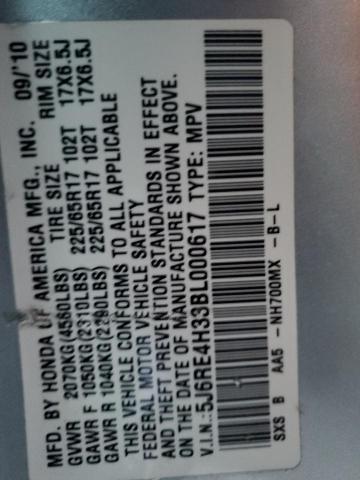 MFD. BY HONDA OF AMERICA MFG., INC. 09/'10
GVWR 2070KG(4560LBS) TIRE SIZE RIM SIZE
GAWR F 1050KG(2310LBS) 225/65R17 102T 17X6.5J
GAWR R 1040KG(2290LBS) 225/65R17 102T 17X6.5J
THIS VEHICLE CONFORMS TO ALL APPLICABLE
FEDERAL MOTOR VEHICLE SAFETY
AND THEFT PREVENTION STANDARDS IN EFFECT
ON THE DATE OF MANUFACTURE SHOWN ABOVE.
V.I.N.:5J6RE4H33BL000617 TYPE: MPV
SXS B AA5 -NH700MX -B-L